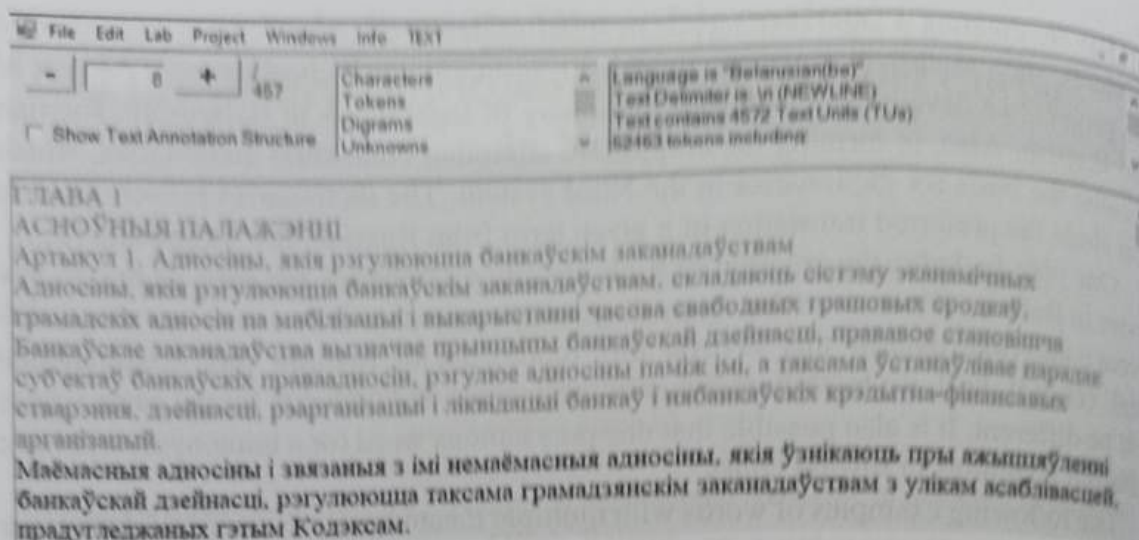 File Edit Lab Project Windows Info TEXT
- 8 + / 457
Show Text Annotation Structure
Characters
Tokens
Digrams
Unknowns
Language is "Belarusian(be)"
Text Delimiter is: \n (NEWLINE)
Text contains 4572 Text Units (TUs)
62463 tokens including:
ГЛАВА 1
АСНОЎНЫЯ ПАЛАЖЭННІ
Артыкул 1. Адносіны, якія рэгулююцца банкаўскім заканадаўствам
Адносіны, якія рэгулююцца банкаўскім заканадаўствам, складаюць сістэму эканамічных
грамадскіх адносін па мабілізацыі і выкарыстанні часова свабодных грашовых сродкаў.
Банкаўскае заканадаўства вызначае прынцыпы банкаўскай дзейнасці, прававое становішча
суб'ектаў банкаўскіх праваадносін, рэгулюе адносіны паміж імі, а таксама ўстанаўлівае парадак
стварэння, дзейнасці, рэарганізацыі і ліквідацыі банкаў і нябанкаўскіх крэдытна-фінансавых
арганізацый.
Маёмасныя адносіны і звязаныя з імі немаёмасныя адносіны, якія ўзнікаюць пры ажыццяўленні
банкаўскай дзейнасці, рэгулююцца таксама грамадзянскім заканадаўствам з улікам асаблівасцей,
прадугледжаных гэтым Кодэксам.